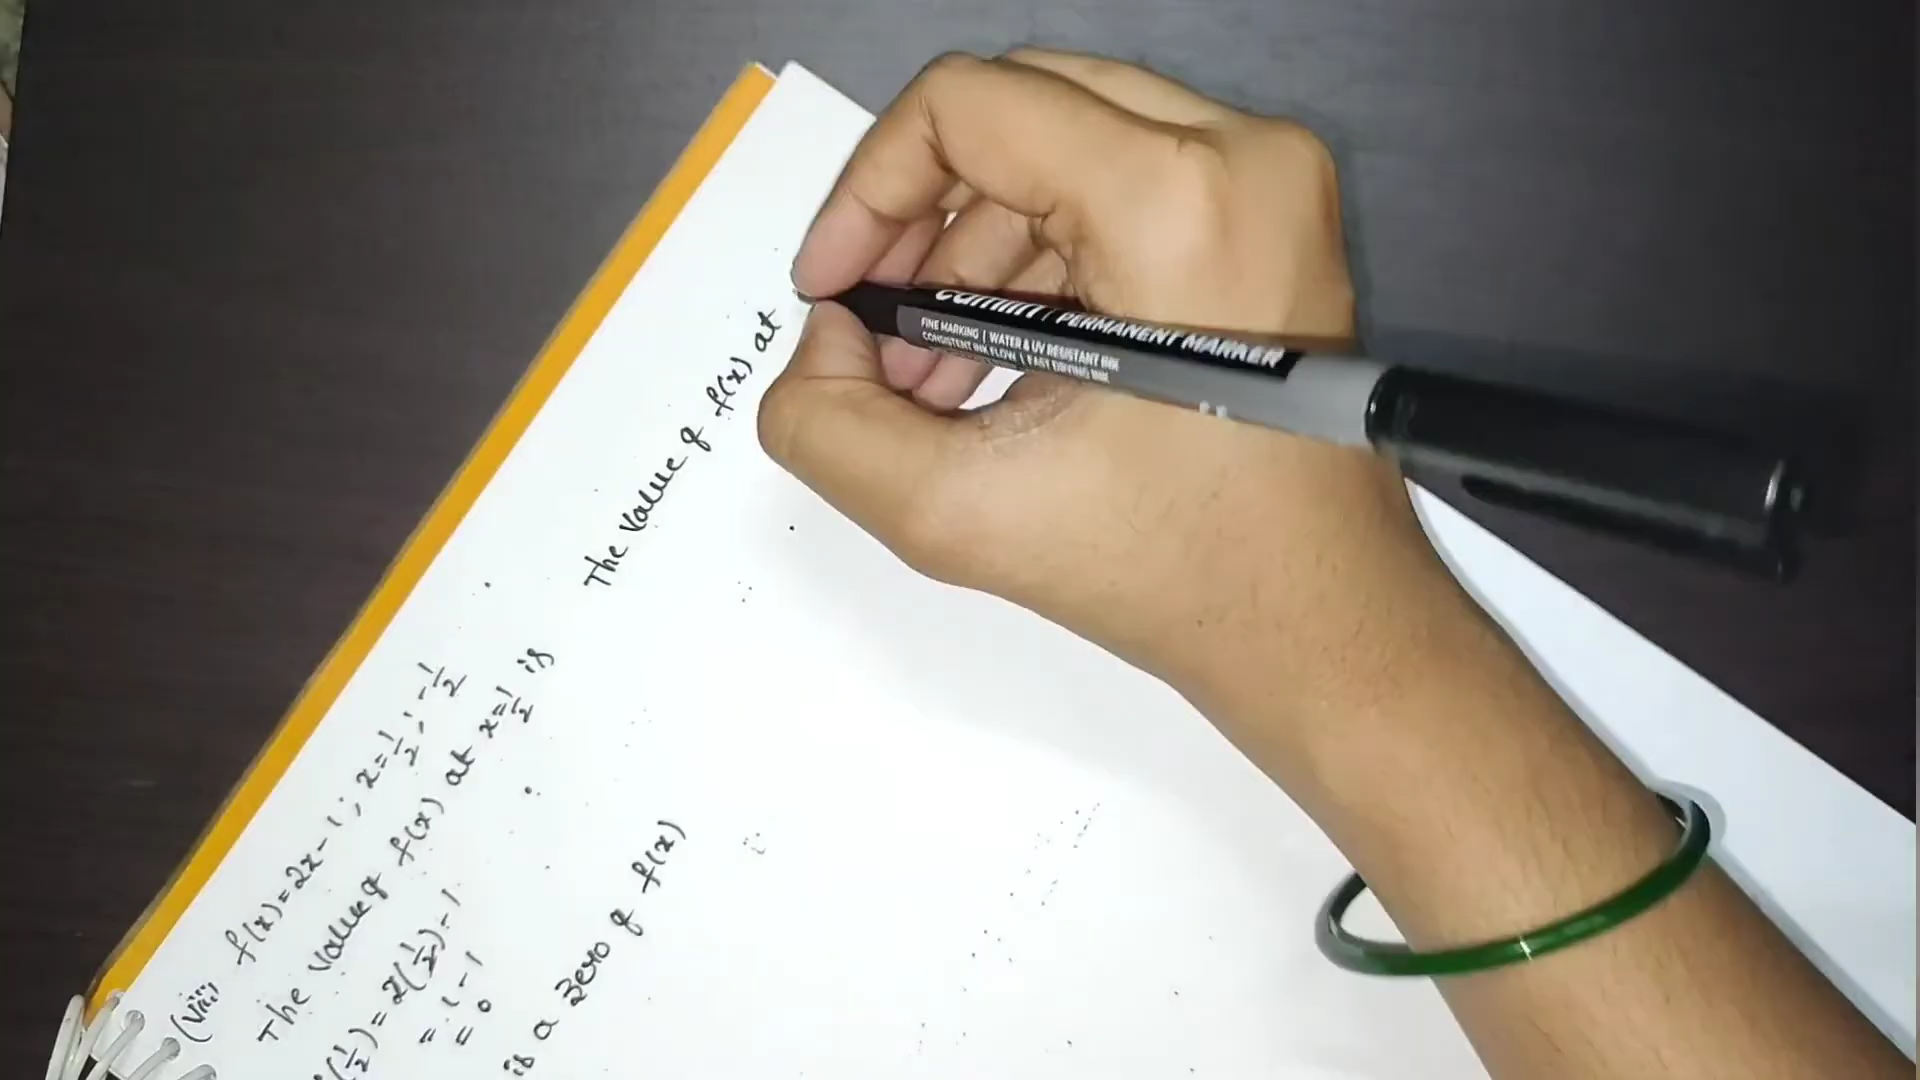 (viii) f(x) = 2x - 1 ; x = 1/2 , -1/2
The value of f(x) at x = 1/2 is
(1/2) = 2(1/2) - 1
= 1 - 1
= 0
is a zero of f(x)
The value of f(x) at
camlin | PERMANENT MARKER
FINE MARKING | WATER & UV RESISTANT INK
CONSISTENT INK FLOW | FAST DRYING INK